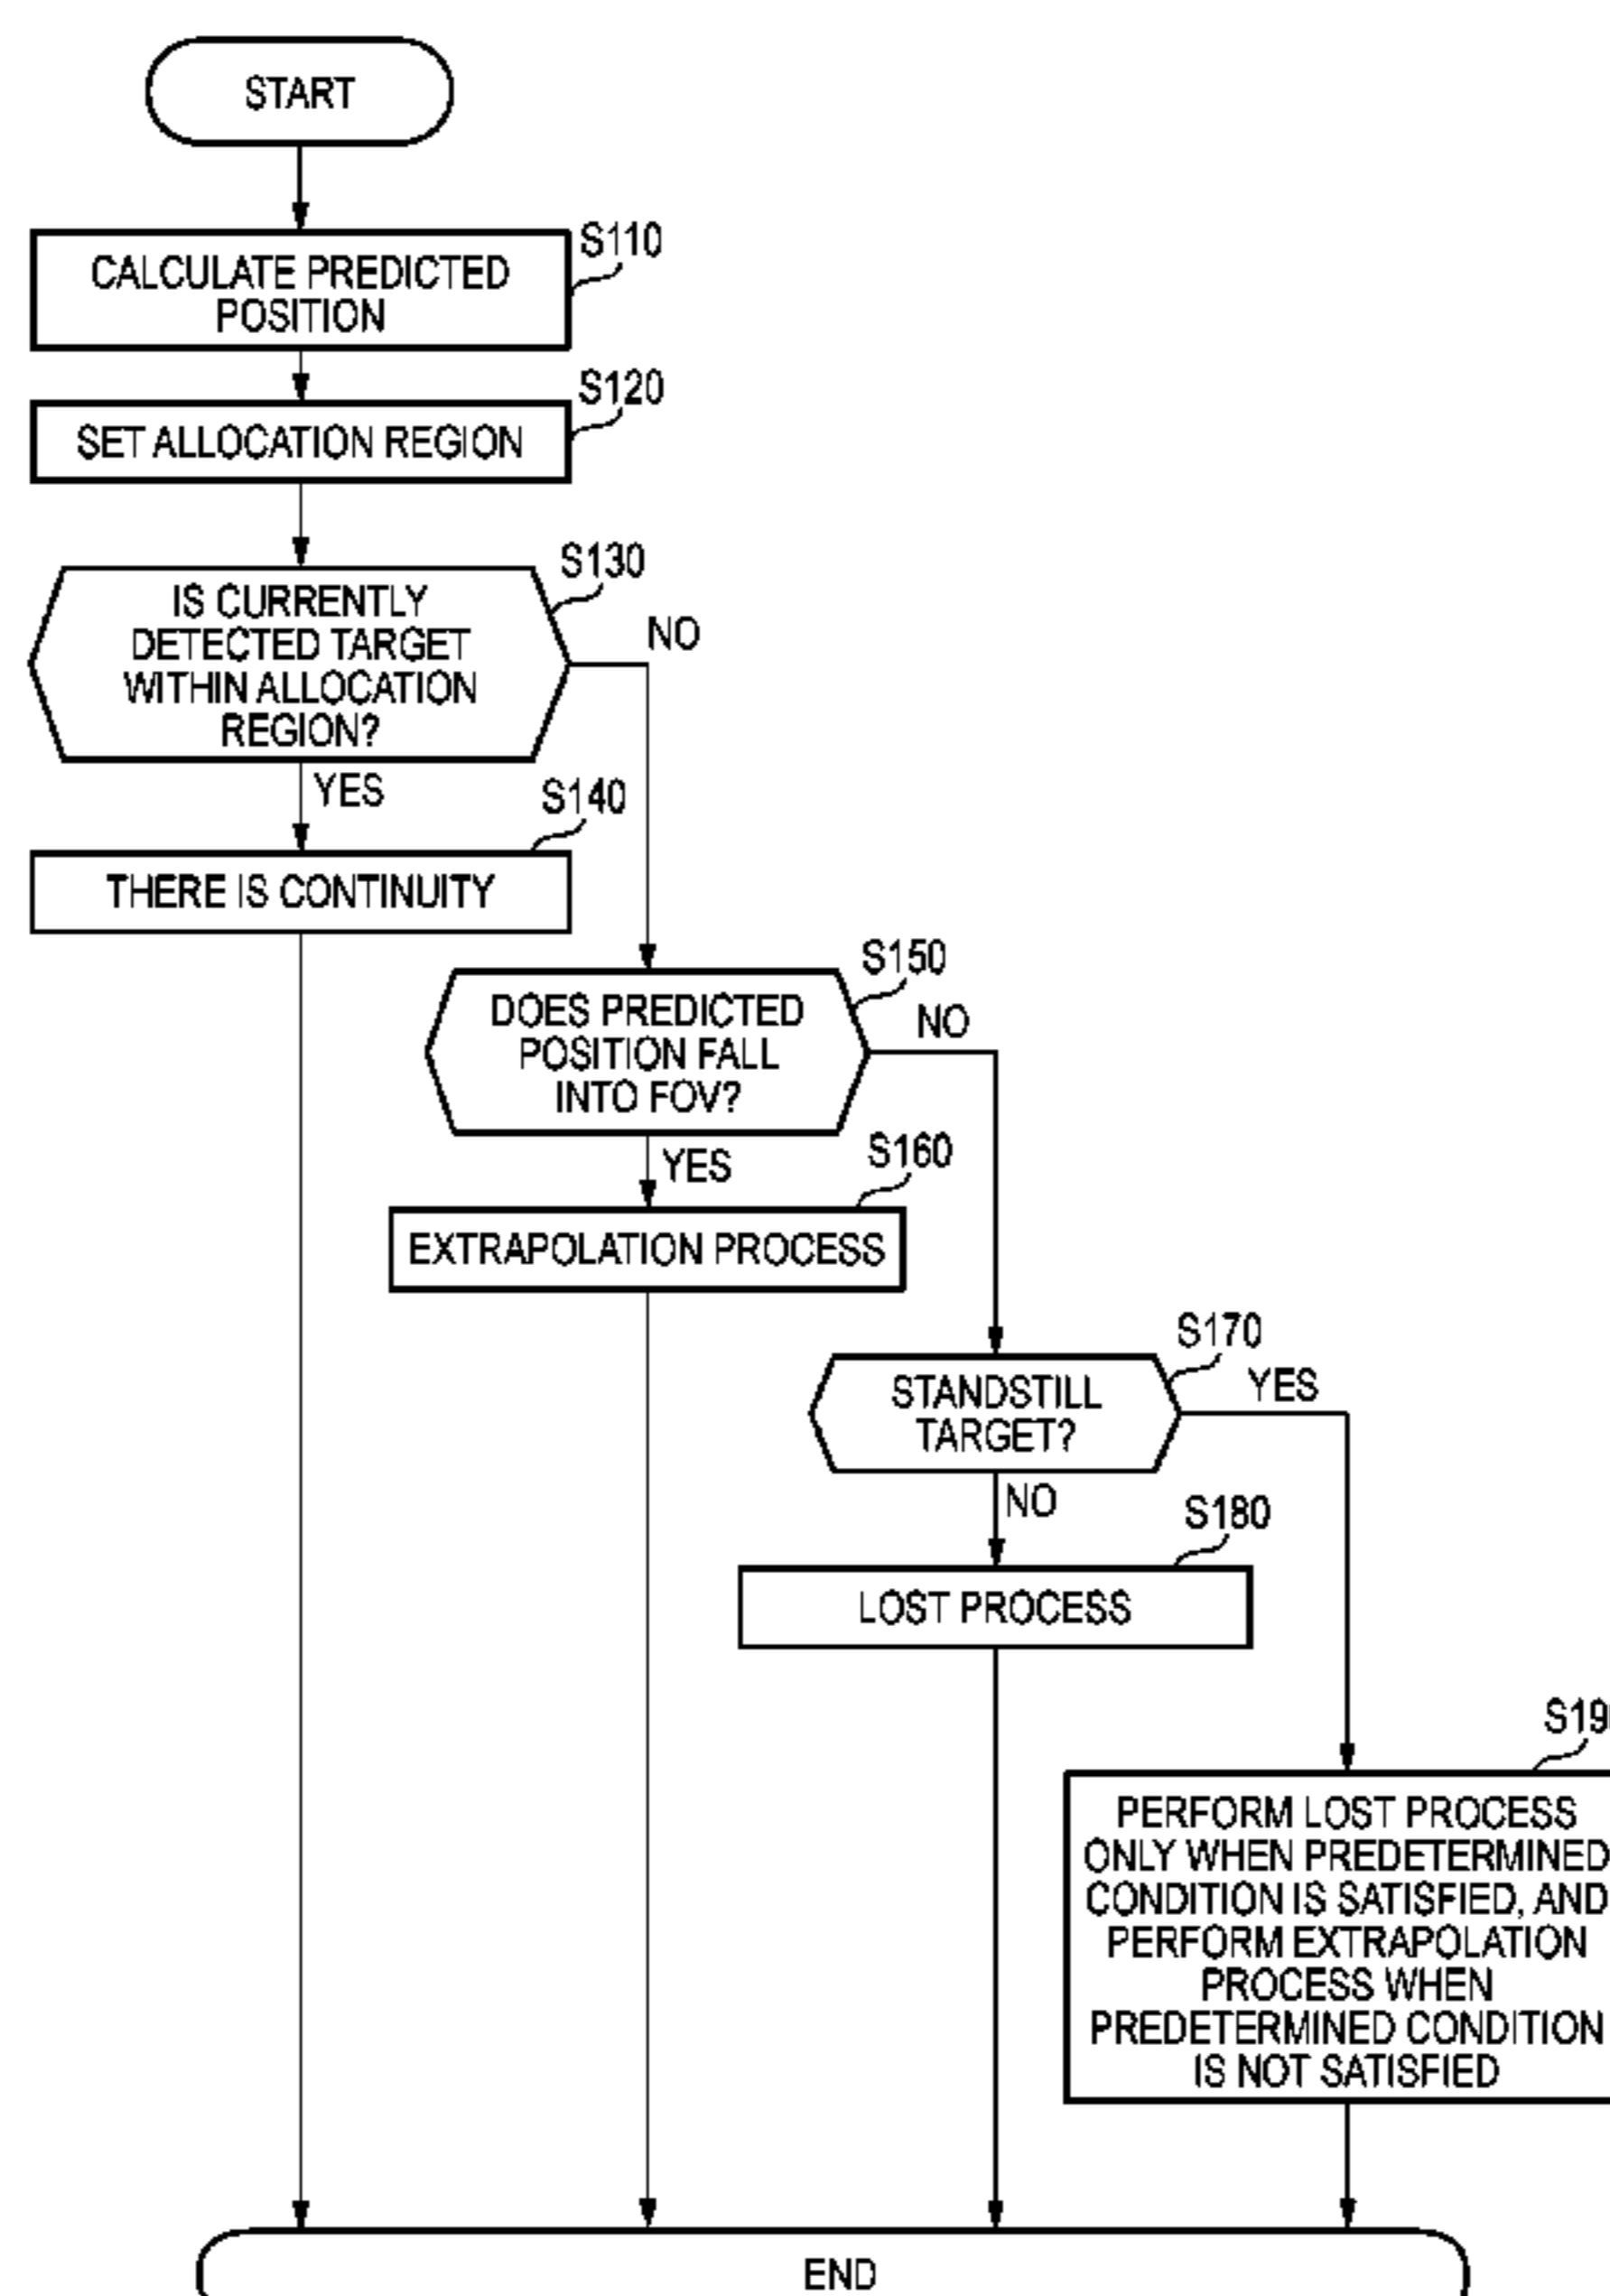 START
S110
CALCULATE PREDICTED
POSITION
S120
SET ALLOCATION REGION
S130
IS CURRENTLY
DETECTED TARGET
WITHIN ALLOCATION
REGION?
NO
YES
S140
THERE IS CONTINUITY
S150
DOES PREDICTED
POSITION FALL
INTO FOV?
NO
YES
S160
EXTRAPOLATION PROCESS
S170
STANDSTILL
TARGET?
YES
NO
S180
LOST PROCESS
S19
PERFORM LOST PROCESS
ONLY WHEN PREDETERMINED
CONDITION IS SATISFIED, AND
PERFORM EXTRAPOLATION
PROCESS WHEN
PREDETERMINED CONDITION
IS NOT SATISFIED
END